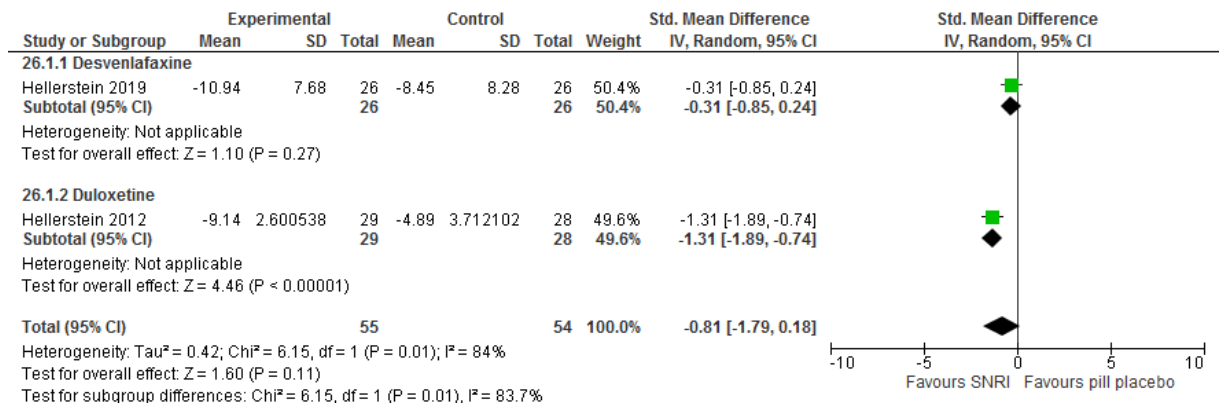 Experimental Control Std. Mean Difference Std. Mean Difference
Study or Subgroup Mean SD Total Mean SD Total Weight IV, Random, 95% CI IV, Random, 95% CI
26.1.1 Desvenlafaxine
Hellerstein 2019 -10.94 7.68 26 -8.45 8.28 26 50.4% -0.31 [-0.85, 0.24]
Subtotal (95% CI) 26 26 50.4% -0.31 [-0.85, 0.24]
Heterogeneity: Not applicable
Test for overall effect: Z = 1.10 (P = 0.27)
26.1.2 Duloxetine
Hellerstein 2012 -9.14 2.600538 29 -4.89 3.712102 28 49.6% -1.31 [-1.89, -0.74]
Subtotal (95% CI) 29 28 49.6% -1.31 [-1.89, -0.74]
Heterogeneity: Not applicable
Test for overall effect: Z = 4.46 (P < 0.00001)
Total (95% CI) 55 54 100.0% -0.81 [-1.79, 0.18]
Heterogeneity: Tau² = 0.42; Chi² = 6.15, df = 1 (P = 0.01); I² = 84%
Test for overall effect: Z = 1.60 (P = 0.11)
Test for subgroup differences: Chi² = 6.15, df = 1 (P = 0.01), I² = 83.7%
-10 -5 0 5 10
Favours SNRI Favours pill placebo